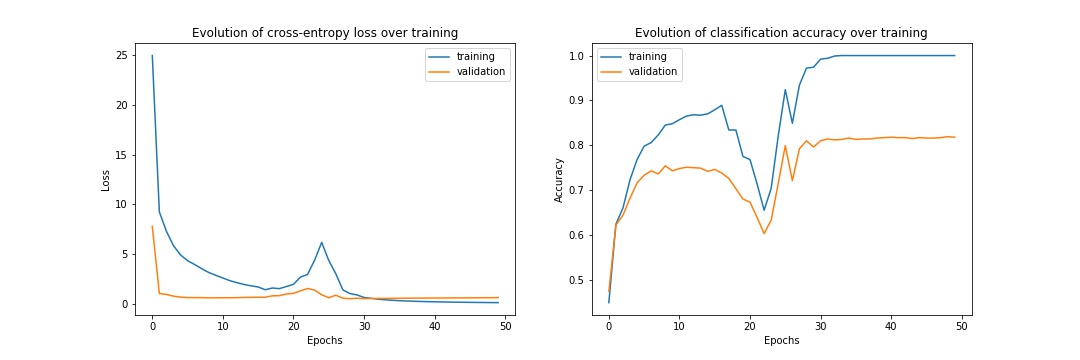 Evolution of cross-entropy loss over training
25
20
15
10
5
0
Loss
training
validation
0 10 20 30 40 50
Epochs
Evolution of classification accuracy over training
1.0
0.9
0.8
0.7
0.6
0.5
Accuracy
training
validation
0 10 20 30 40 50
Epochs